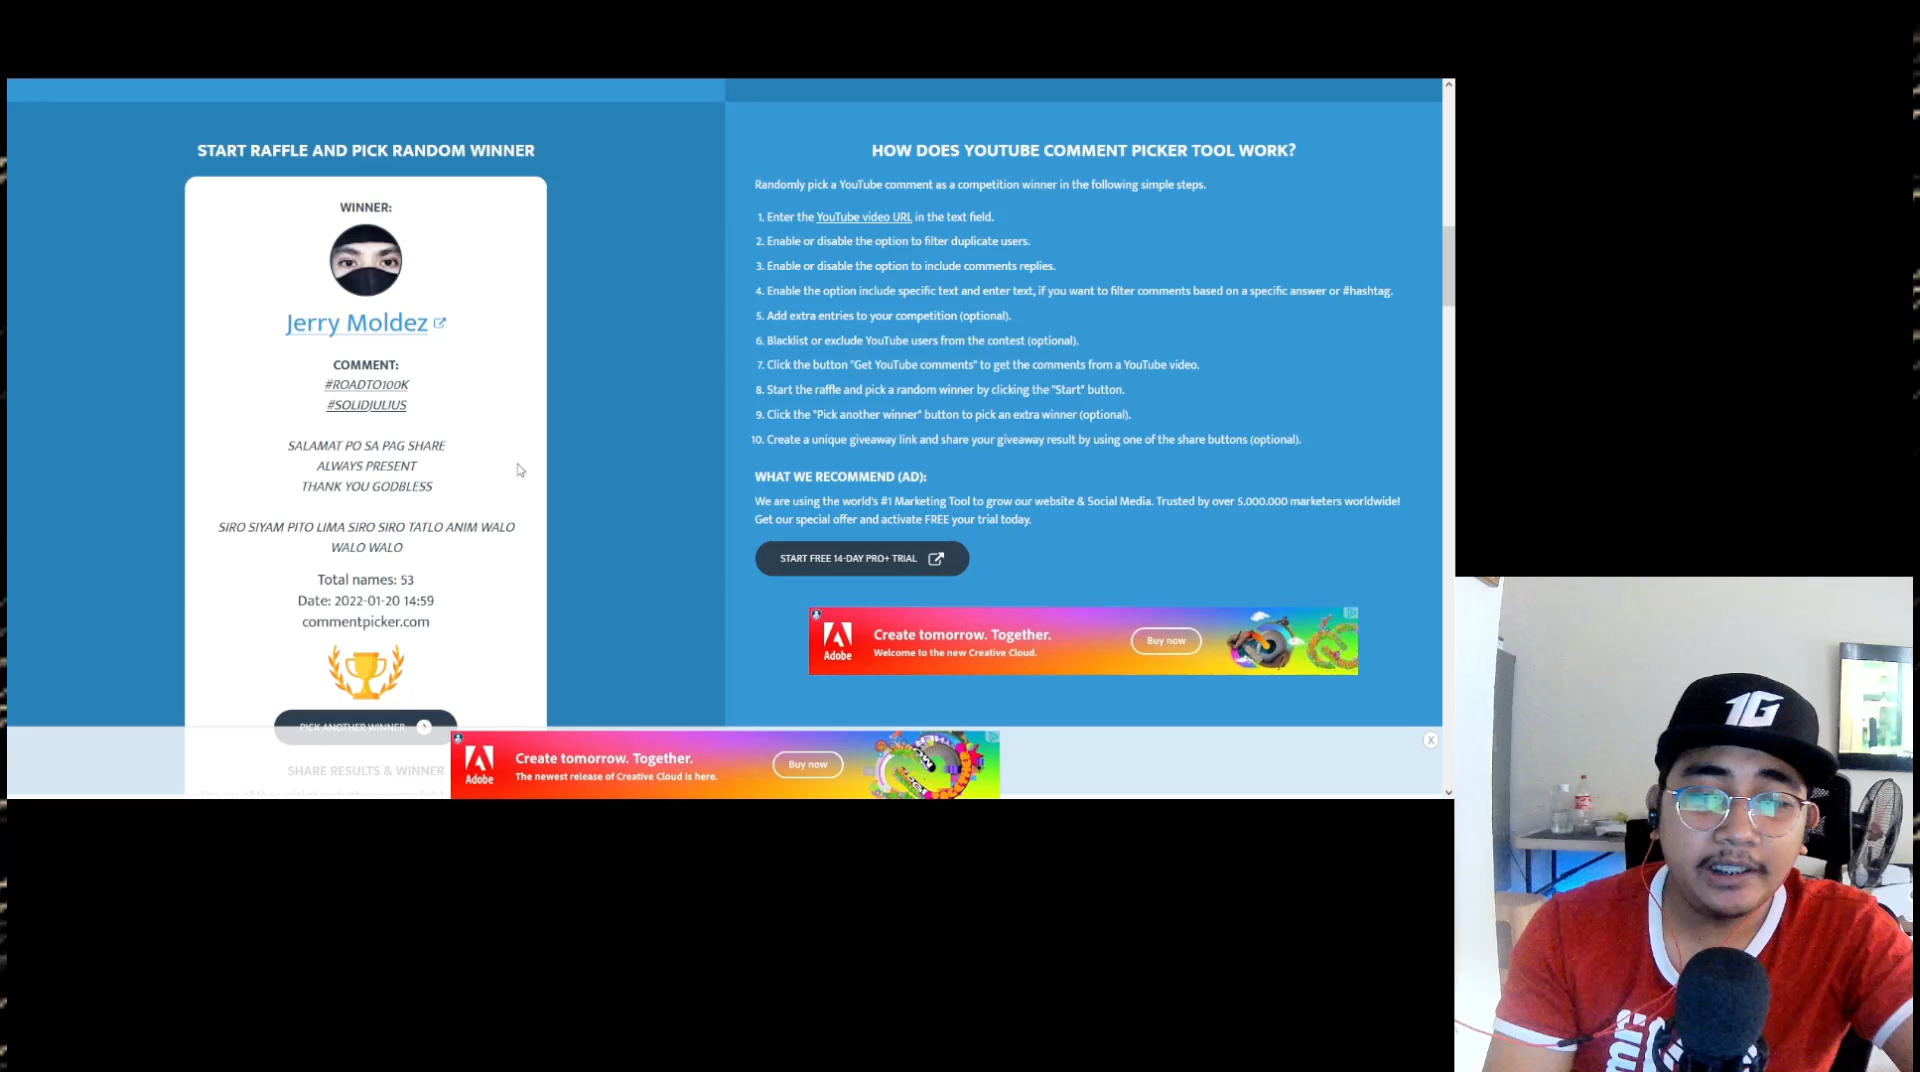 START RAFFLE AND PICK RANDOM WINNER
WINNER:
Jerry Moldez
COMMENT:
#ROADTO100K
#SOLIDJULIUS
SALAMAT PO SA PAG SHARE
ALWAYS PRESENT
THANK YOU GODBLESS
SIRO SIYAM PITO LIMA SIRO SIRO TATLO ANIM WALO
WALO WALO
Total names: 53
Date: 2022-01-20 14:59
commentpicker.com
PICK ANOTHER WINNER
SHARE RESULTS & WINNER
HOW DOES YOUTUBE COMMENT PICKER TOOL WORK?
Randomly pick a YouTube comment as a competition winner in the following simple steps.
1. Enter the YouTube video URL in the text field.
2. Enable or disable the option to filter duplicate users.
3. Enable or disable the option to include comments replies.
4. Enable the option include specific text and enter text, if you want to filter comments based on a specific answer or #hashtag.
5. Add extra entries to your competition (optional).
6. Blacklist or exclude YouTube users from the contest (optional).
7. Click the button "Get YouTube comments" to get the comments from a YouTube video.
8. Start the raffle and pick a random winner by clicking the "Start" button.
9. Click the "Pick another winner" button to pick an extra winner (optional).
10. Create a unique giveaway link and share your giveaway result by using one of the share buttons (optional).
WHAT WE RECOMMEND (AD):
We are using the world's #1 Marketing Tool to grow our website & Social Media. Trusted by over 5.000.000 marketers worldwide!
Get our special offer and activate FREE your trial today.
START FREE 14-DAY PRO+ TRIAL
Adobe
Create tomorrow. Together.
Welcome to the new Creative Cloud.
Buy now
Adobe
Create tomorrow. Together.
The newest release of Creative Cloud is here.
Buy now
X
1G